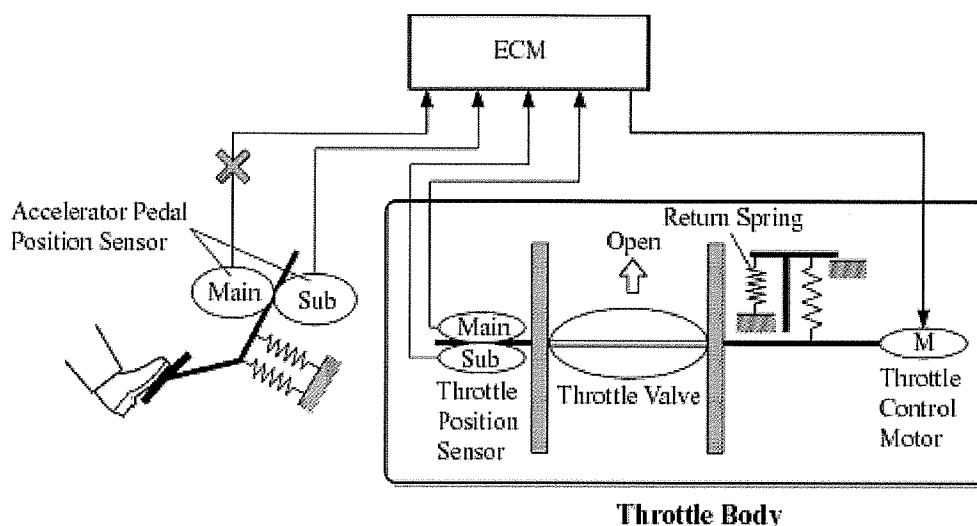 ECM
Accelerator Pedal
Position Sensor
Main
Sub
Return Spring
Open
Main
Sub
Throttle
Position
Sensor
Throttle Valve
M
Throttle
Control
Motor
Throttle Body